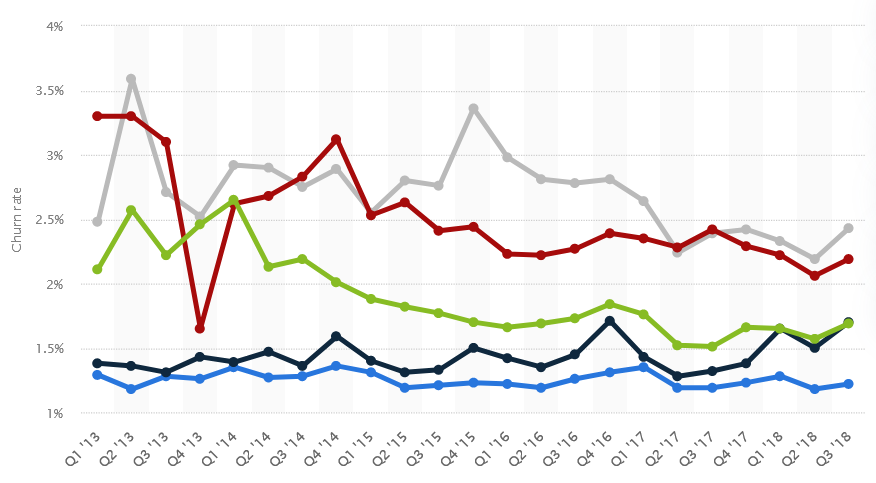 4%
3.5%
3%
2.5%
2%
1.5%
1%
Churn rate
Q1 '13
Q2 '13
Q3 '13
Q4 '13
Q1 '14
Q2 '14
Q3 '14
Q4 '14
Q1 '15
Q2 '15
Q3 '15
Q4 '15
Q1 '16
Q2 '16
Q3 '16
Q4 '16
Q1 '17
Q2 '17
Q3 '17
Q4 '17
Q1 '18
Q2 '18
Q3 '18